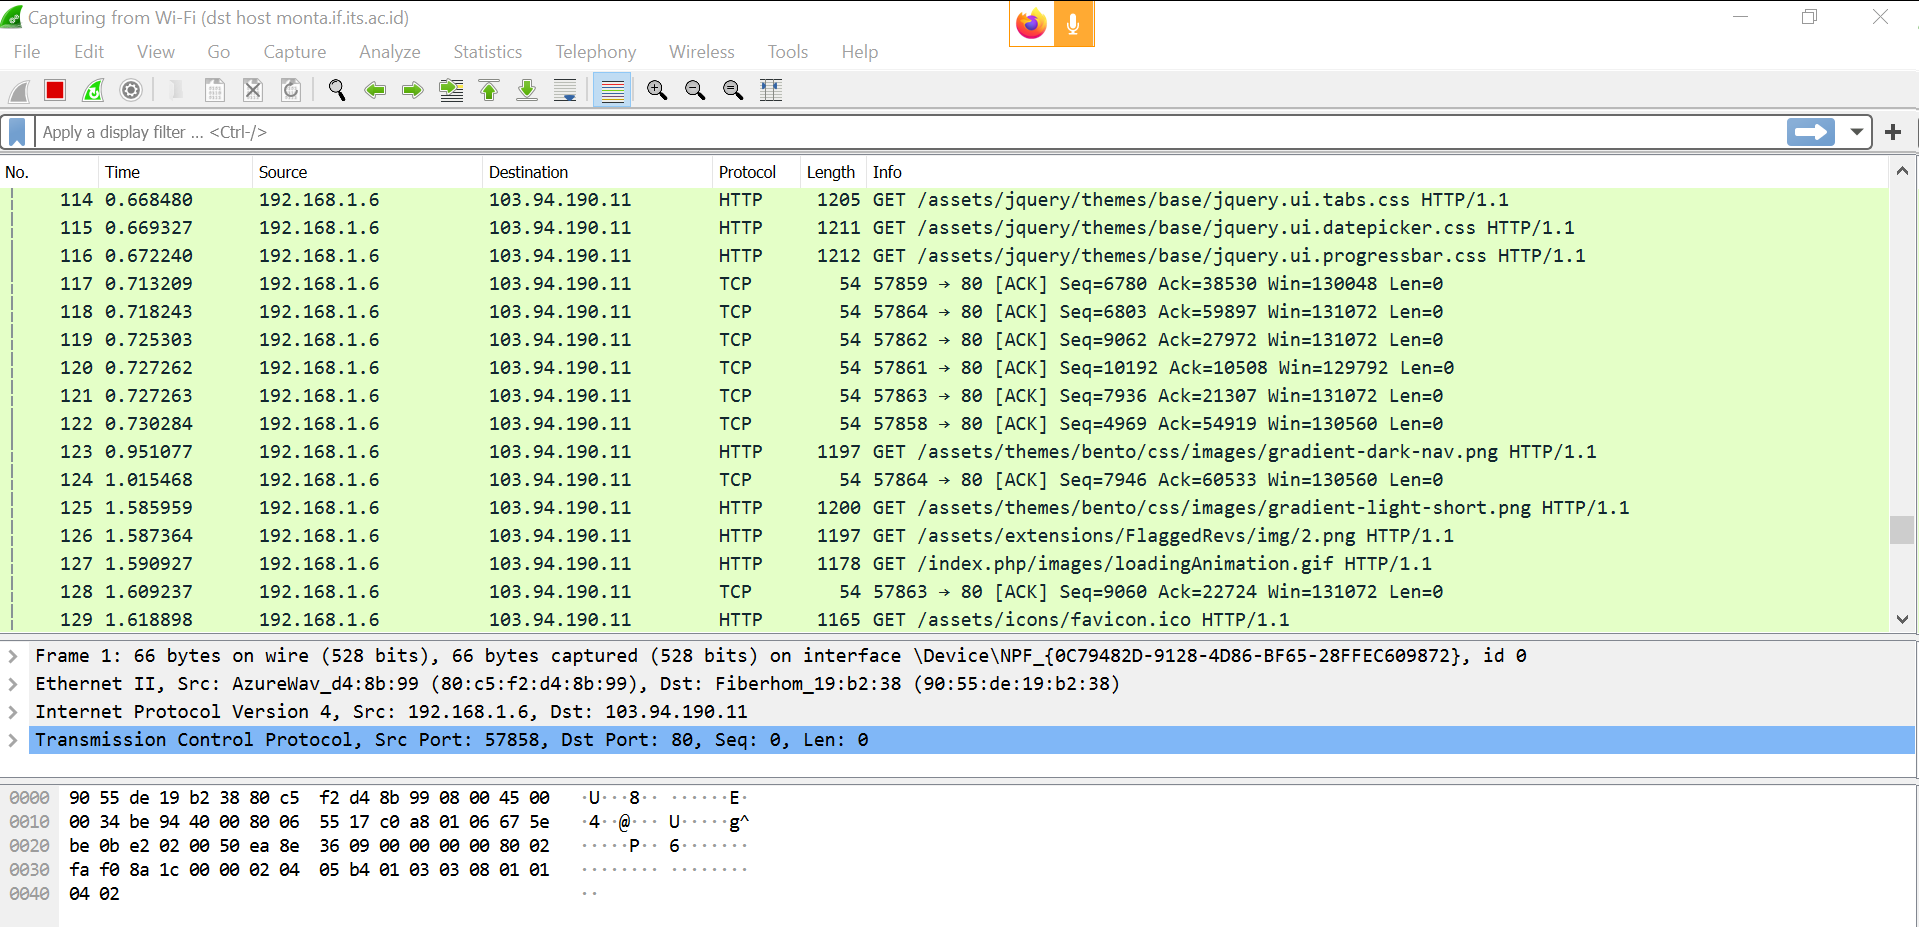 Capturing from Wi-Fi (dst host monta.if.its.ac.id)
File Edit View Go Capture Analyze Statistics Telephony Wireless Tools Help
Apply a display filter ... <Ctrl-/>
No. Time Source Destination Protocol Length Info
114 0.668480 192.168.1.6 103.94.190.11 HTTP 1205 GET /assets/jquery/themes/base/jquery.ui.tabs.css HTTP/1.1
115 0.669327 192.168.1.6 103.94.190.11 HTTP 1211 GET /assets/jquery/themes/base/jquery.ui.datepicker.css HTTP/1.1
116 0.672240 192.168.1.6 103.94.190.11 HTTP 1212 GET /assets/jquery/themes/base/jquery.ui.progressbar.css HTTP/1.1
117 0.713209 192.168.1.6 103.94.190.11 TCP 54 57859 → 80 [ACK] Seq=6780 Ack=38530 Win=130048 Len=0
118 0.718243 192.168.1.6 103.94.190.11 TCP 54 57864 → 80 [ACK] Seq=6803 Ack=59897 Win=131072 Len=0
119 0.725303 192.168.1.6 103.94.190.11 TCP 54 57862 → 80 [ACK] Seq=9062 Ack=27972 Win=131072 Len=0
120 0.727262 192.168.1.6 103.94.190.11 TCP 54 57861 → 80 [ACK] Seq=10192 Ack=10508 Win=129792 Len=0
121 0.727263 192.168.1.6 103.94.190.11 TCP 54 57863 → 80 [ACK] Seq=7936 Ack=21307 Win=131072 Len=0
122 0.730284 192.168.1.6 103.94.190.11 TCP 54 57858 → 80 [ACK] Seq=4969 Ack=54919 Win=130560 Len=0
123 0.951077 192.168.1.6 103.94.190.11 HTTP 1197 GET /assets/themes/bento/css/images/gradient-dark-nav.png HTTP/1.1
124 1.015468 192.168.1.6 103.94.190.11 TCP 54 57864 → 80 [ACK] Seq=7946 Ack=60533 Win=130560 Len=0
125 1.585959 192.168.1.6 103.94.190.11 HTTP 1200 GET /assets/themes/bento/css/images/gradient-light-short.png HTTP/1.1
126 1.587364 192.168.1.6 103.94.190.11 HTTP 1197 GET /assets/extensions/FlaggedRevs/img/2.png HTTP/1.1
127 1.590927 192.168.1.6 103.94.190.11 HTTP 1178 GET /index.php/images/loadingAnimation.gif HTTP/1.1
128 1.609237 192.168.1.6 103.94.190.11 TCP 54 57863 → 80 [ACK] Seq=9060 Ack=22724 Win=131072 Len=0
129 1.618898 192.168.1.6 103.94.190.11 HTTP 1165 GET /assets/icons/favicon.ico HTTP/1.1
Frame 1: 66 bytes on wire (528 bits), 66 bytes captured (528 bits) on interface \Device\NPF_{0C79482D-9128-4D86-BF65-28FFEC609872}, id 0
Ethernet II, Src: AzureWav_d4:8b:99 (80:c5:f2:d4:8b:99), Dst: Fiberhom_19:b2:38 (90:55:de:19:b2:38)
Internet Protocol Version 4, Src: 192.168.1.6, Dst: 103.94.190.11
Transmission Control Protocol, Src Port: 57858, Dst Port: 80, Seq: 0, Len: 0
0000 90 55 de 19 b2 38 80 c5 f2 d4 8b 99 08 00 45 00 ·U···8·· ······E·
0010 00 34 be 94 40 00 80 06 55 17 c0 a8 01 06 67 5e ·4··@··· U·····g^
0020 be 0b e2 02 00 50 ea 8e 36 09 00 00 00 00 80 02 ·····P·· 6·······
0030 fa f0 8a 1c 00 00 02 04 05 b4 01 03 03 08 01 01 ········ ········
0040 04 02 ··